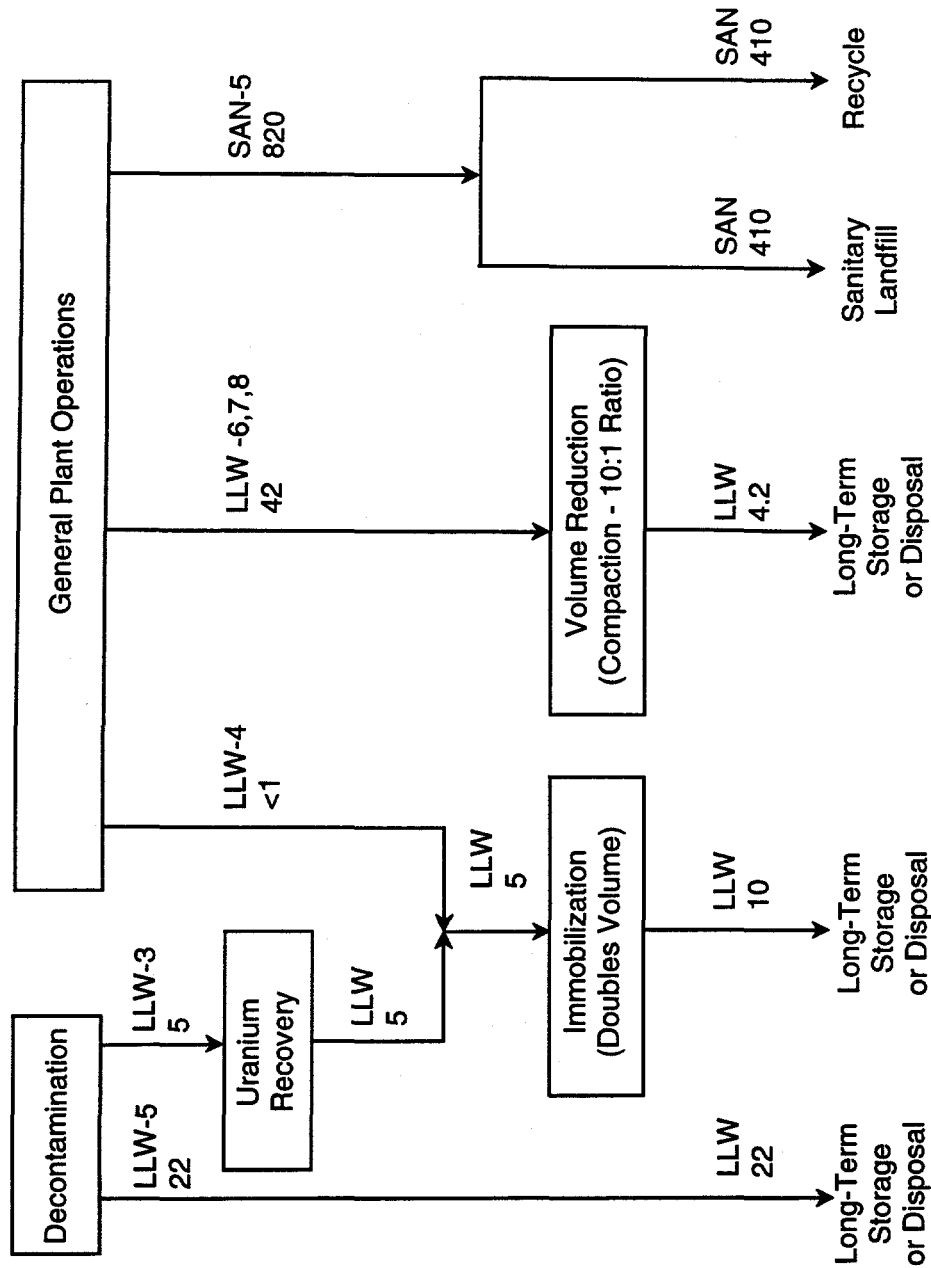 Decontamination
General Plant Operations
LLW-5
22
LLW-3
5
LLW-4
<1
LLW -6,7,8
42
SAN-5
820
Uranium
Recovery
LLW
5
LLW
5
Immobilization
(Doubles Volume)
Volume Reduction
(Compaction - 10:1 Ratio)
LLW
22
LLW
10
LLW
4.2
SAN
410
SAN
410
Long-Term
Storage
or Disposal
Long-Term
Storage
or Disposal
Long-Term
Storage
or Disposal
Sanitary
Landfill
Recycle